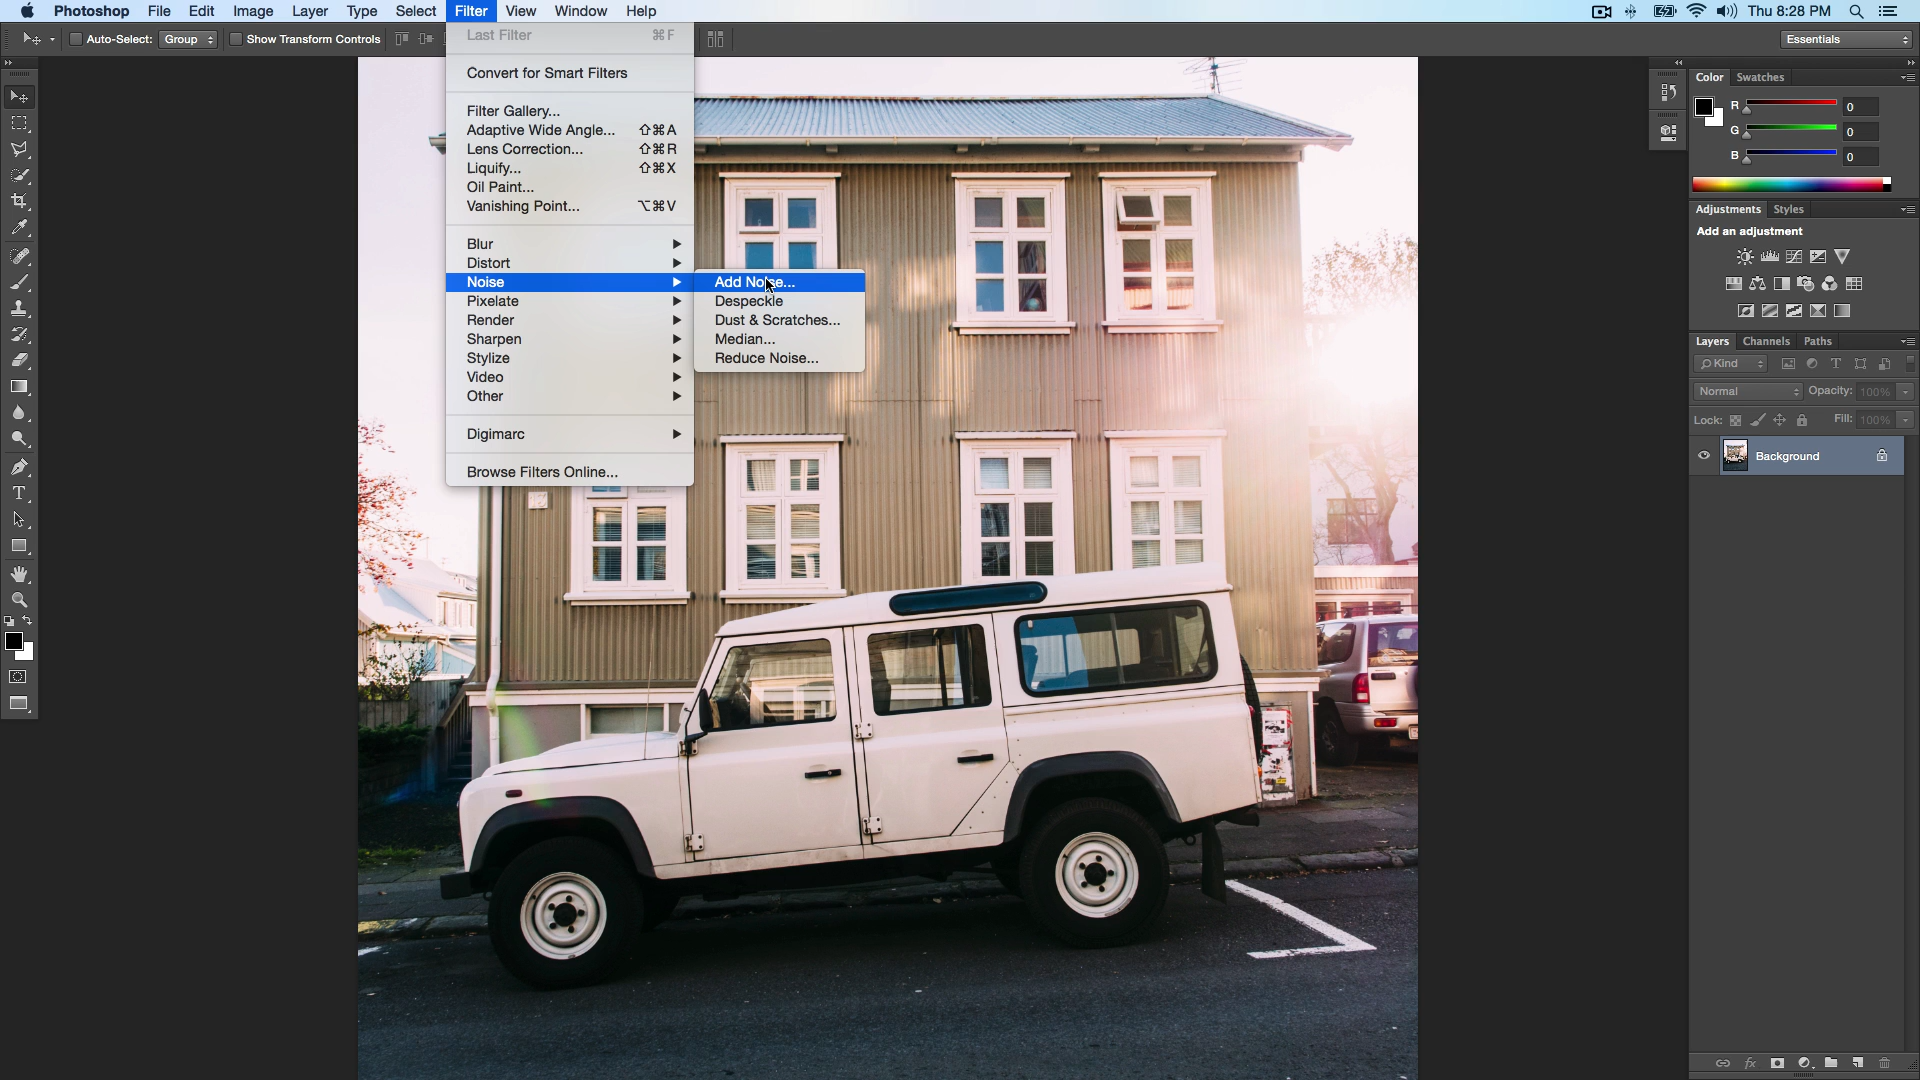 Photoshop File Edit Image Layer Type Select Filter View Window Help Thu 8:28 PM
Auto-Select: Group Show Transform Controls Essentials
Last Filter ⌘F
Convert for Smart Filters
Filter Gallery...
Adaptive Wide Angle... ⇧⌘A
Lens Correction... ⇧⌘R
Liquify... ⇧⌘X
Oil Paint...
Vanishing Point... ⌥⌘V
Blur
Distort
Noise
Pixelate
Render
Sharpen
Stylize
Video
Other
Digimarc
Browse Filters Online...
Add Noise...
Despeckle
Dust & Scratches...
Median...
Reduce Noise...
Color Swatches
R 0
G 0
B 0
Adjustments Styles
Add an adjustment
Layers Channels Paths
Kind
Normal Opacity: 100%
Lock: Fill: 100%
Background